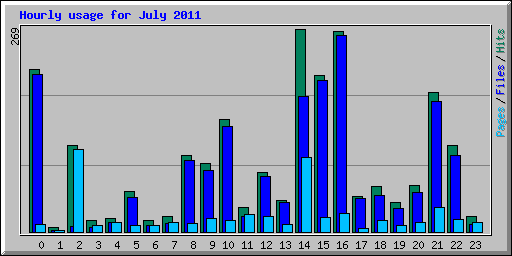 Hourly usage for July 2011
269
Pages / Files / Hits
0 1 2 3 4 5 6 7 8 9 10 11 12 13 14 15 16 17 18 19 20 21 22 23